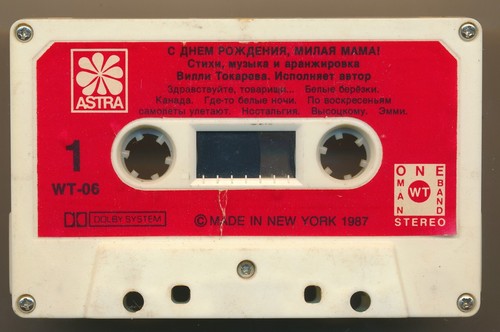 С ДНЕМ РОЖДЕНИЯ, МИЛАЯ МАМА!
Стихи, музыка и аранжировка
Вилли Токарева. Исполняет автор
Здравствуйте, товарищи... Белые берёзки.
Канада. Где-то белые ночи. По воскресеньям
самолёты улетают. Ностальгия. Высоцкому. Эмми.
ASTRA
1
WT-06
DOLBY SYSTEM
© MADE IN NEW YORK 1987
ONE
MAN
WT
BAND
STEREO